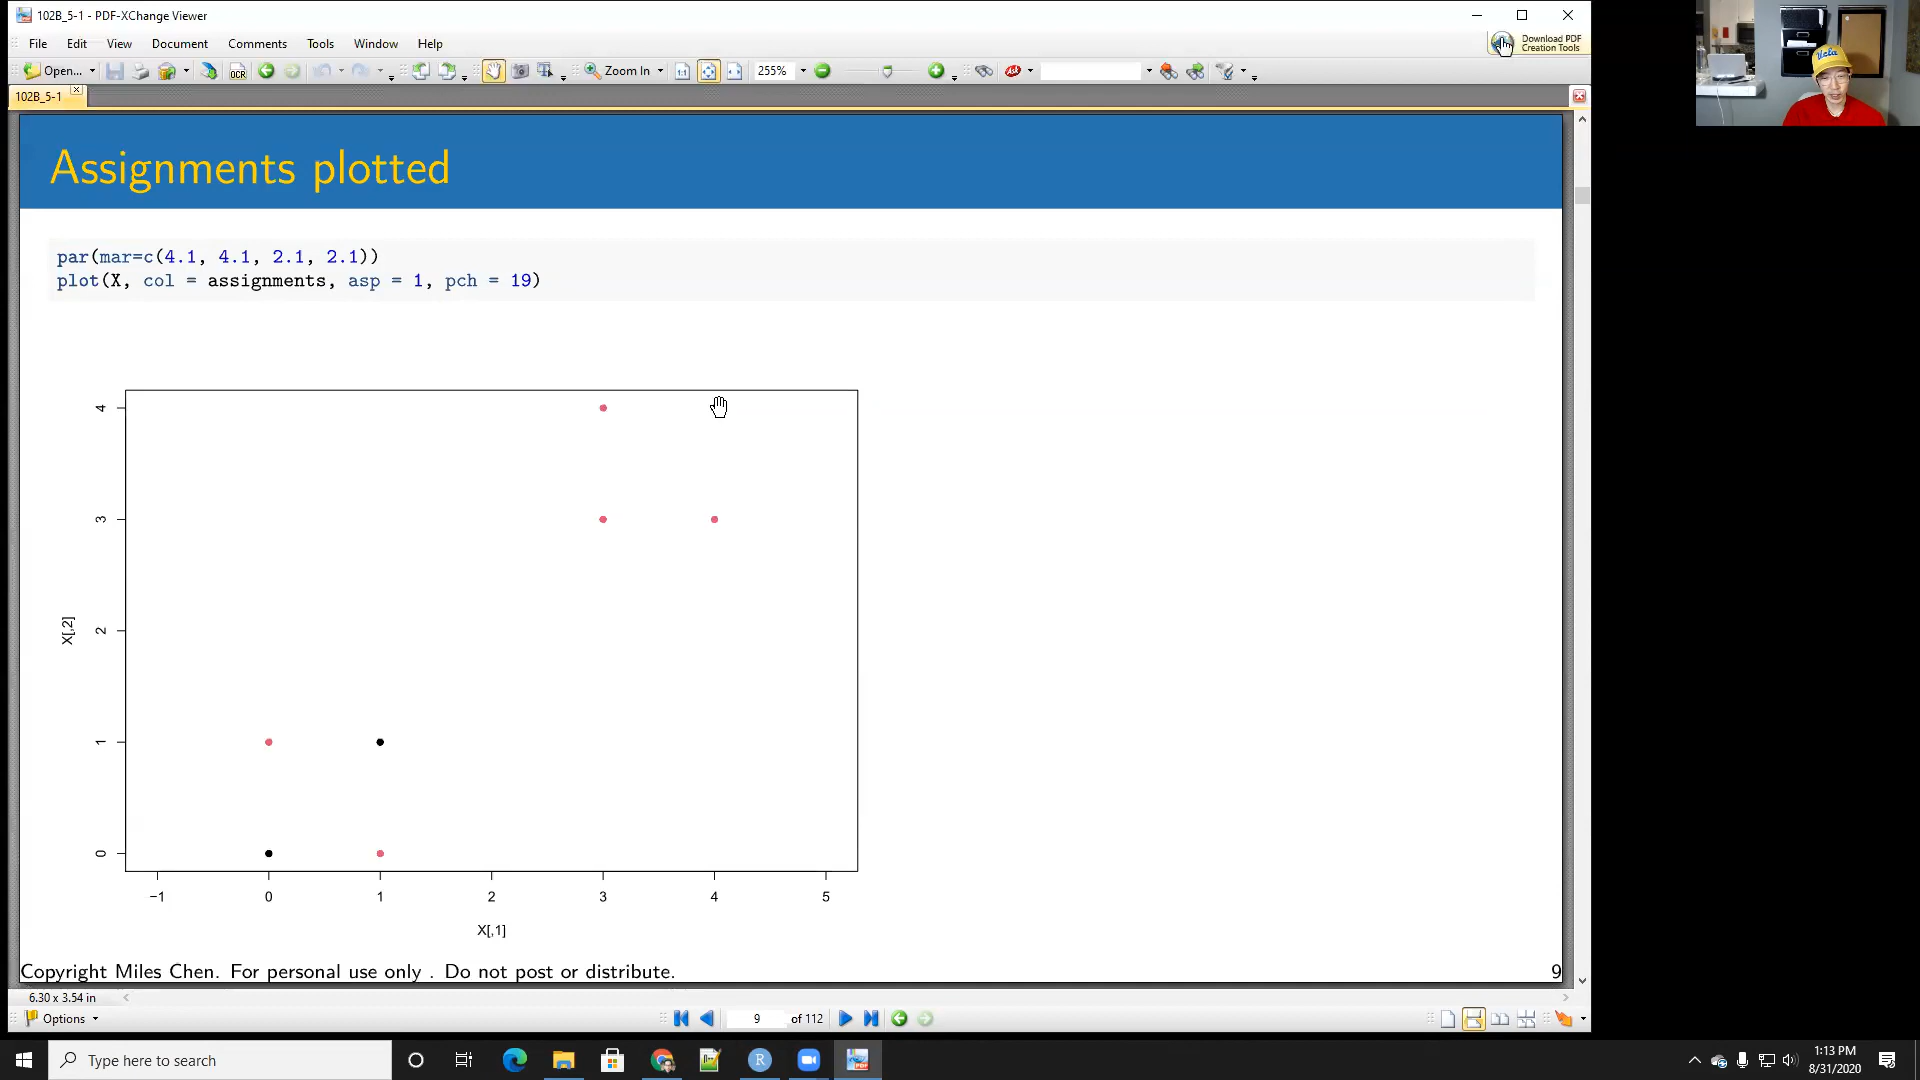 102B_5-1 - PDF-XChange Viewer
File Edit View Document Comments Tools Window Help
Download PDF
Creation Tools
Open... OCR Zoom In 255%
102B_5-1
Assignments plotted
par(mar=c(4.1, 4.1, 2.1, 2.1))
plot(X, col = assignments, asp = 1, pch = 19)
4
3
2
1
0
X[,2]
−1 0 1 2 3 4 5
X[,1]
Copyright Miles Chen. For personal use only . Do not post or distribute.
9
6.30 x 3.54 in
Options 9 of 112
Type here to search
1:13 PM
8/31/2020
Ucla